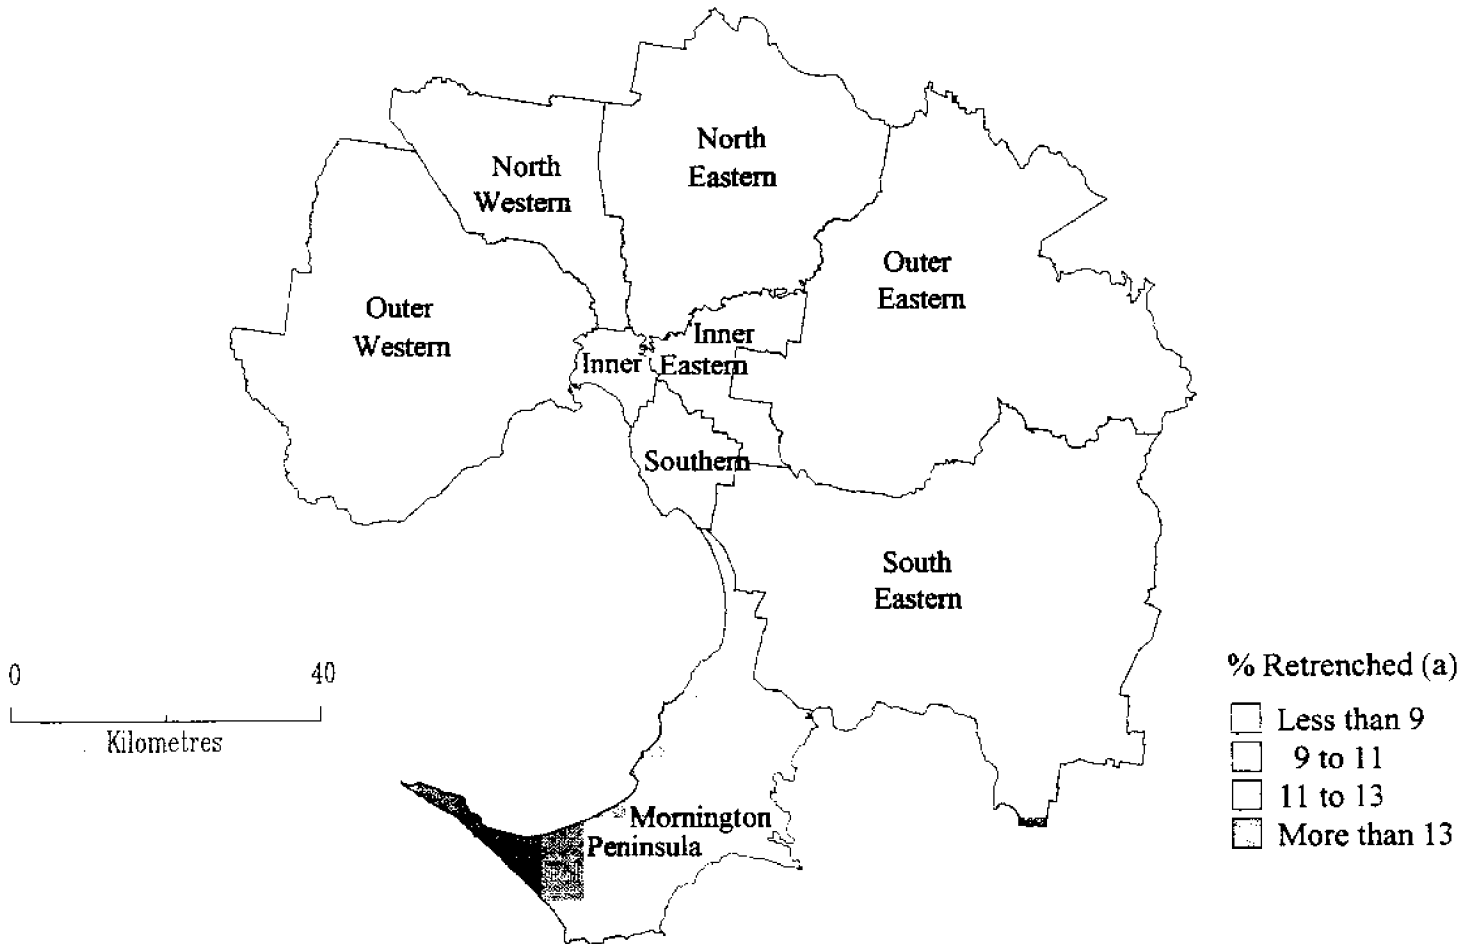 North
Eastern
North
Western
Outer
Eastern
Outer
Western
Inner
Eastern
Inner
Southern
South
Eastern
0 40
Kilometres
% Retrenched (a)
Less than 9
9 to 11
11 to 13
More than 13
Mornington
Peninsula